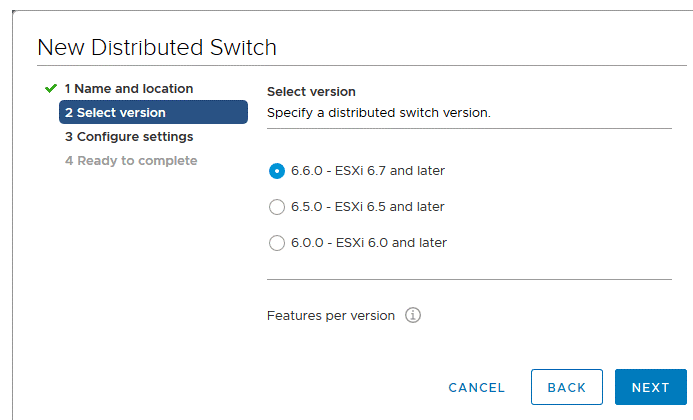 New Distributed Switch
1 Name and location
2 Select version
3 Configure settings
4 Ready to complete
Select version
Specify a distributed switch version.
6.6.0 - ESXi 6.7 and later
6.5.0 - ESXi 6.5 and later
6.0.0 - ESXi 6.0 and later
Features per version
CANCEL
BACK
NEXT